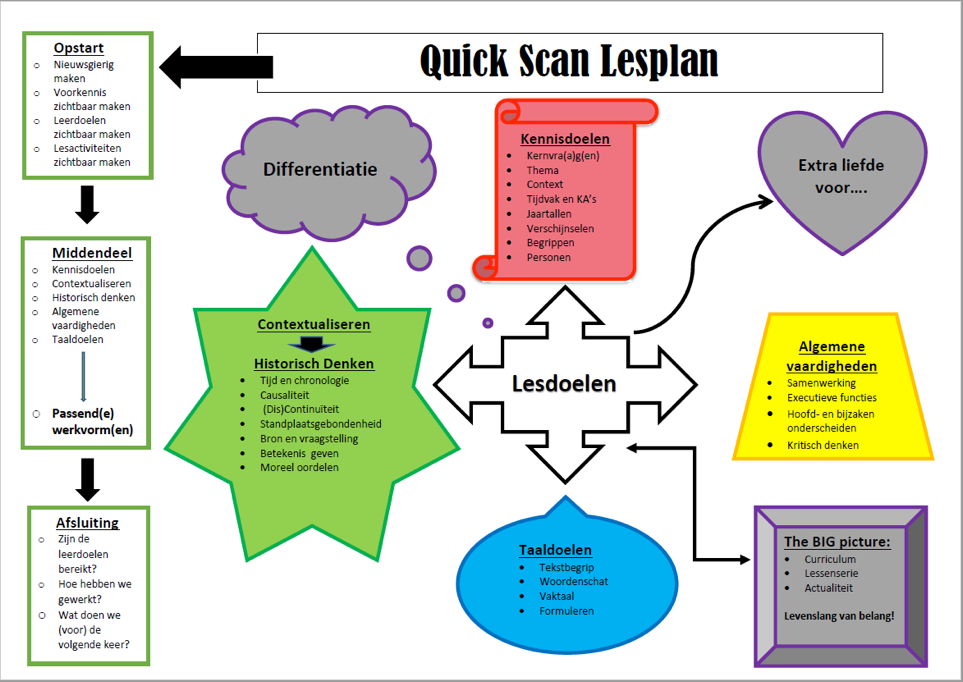 Quick Scan Lesplan
Opstart
o Nieuwsgierig
maken
o Voorkennis
zichtbaar maken
o Leerdoelen
zichtbaar maken
o Lesactiviteiten
zichtbaar maken
Middendeel
o Kennisdoelen
o Contextualiseren
o Historisch denken
o Algemene
vaardigheden
o Taaldoelen
o Passend(e)
werkvorm(en)
Afsluiting
o Zijn de
leerdoelen
bereikt?
o Hoe hebben we
gewerkt?
o Wat doen we
(voor) de
volgende keer?
Differentiatie
Kennisdoelen
• Kernvra(a)g(en)
• Thema
• Context
• Tijdvak en KA's
• Jaartallen
• Verschijnselen
• Begrippen
• Personen
Extra liefde
voor....
Contextualiseren
Historisch Denken
• Tijd en chronologie
• Causaliteit
• (Dis)Continuïteit
• Standplaatsgebondenheid
• Bron en vraagstelling
• Betekenis geven
• Moreel oordelen
Lesdoelen
Algemene
vaardigheden
• Samenwerking
• Executieve functies
• Hoofd- en bijzaken
onderscheiden
• Kritisch denken
Taaldoelen
• Tekstbegrip
• Woordenschat
• Vaktaal
• Formuleren
The BIG picture:
• Curriculum
• Lessenserie
• Actualiteit
Levenslang van belang!